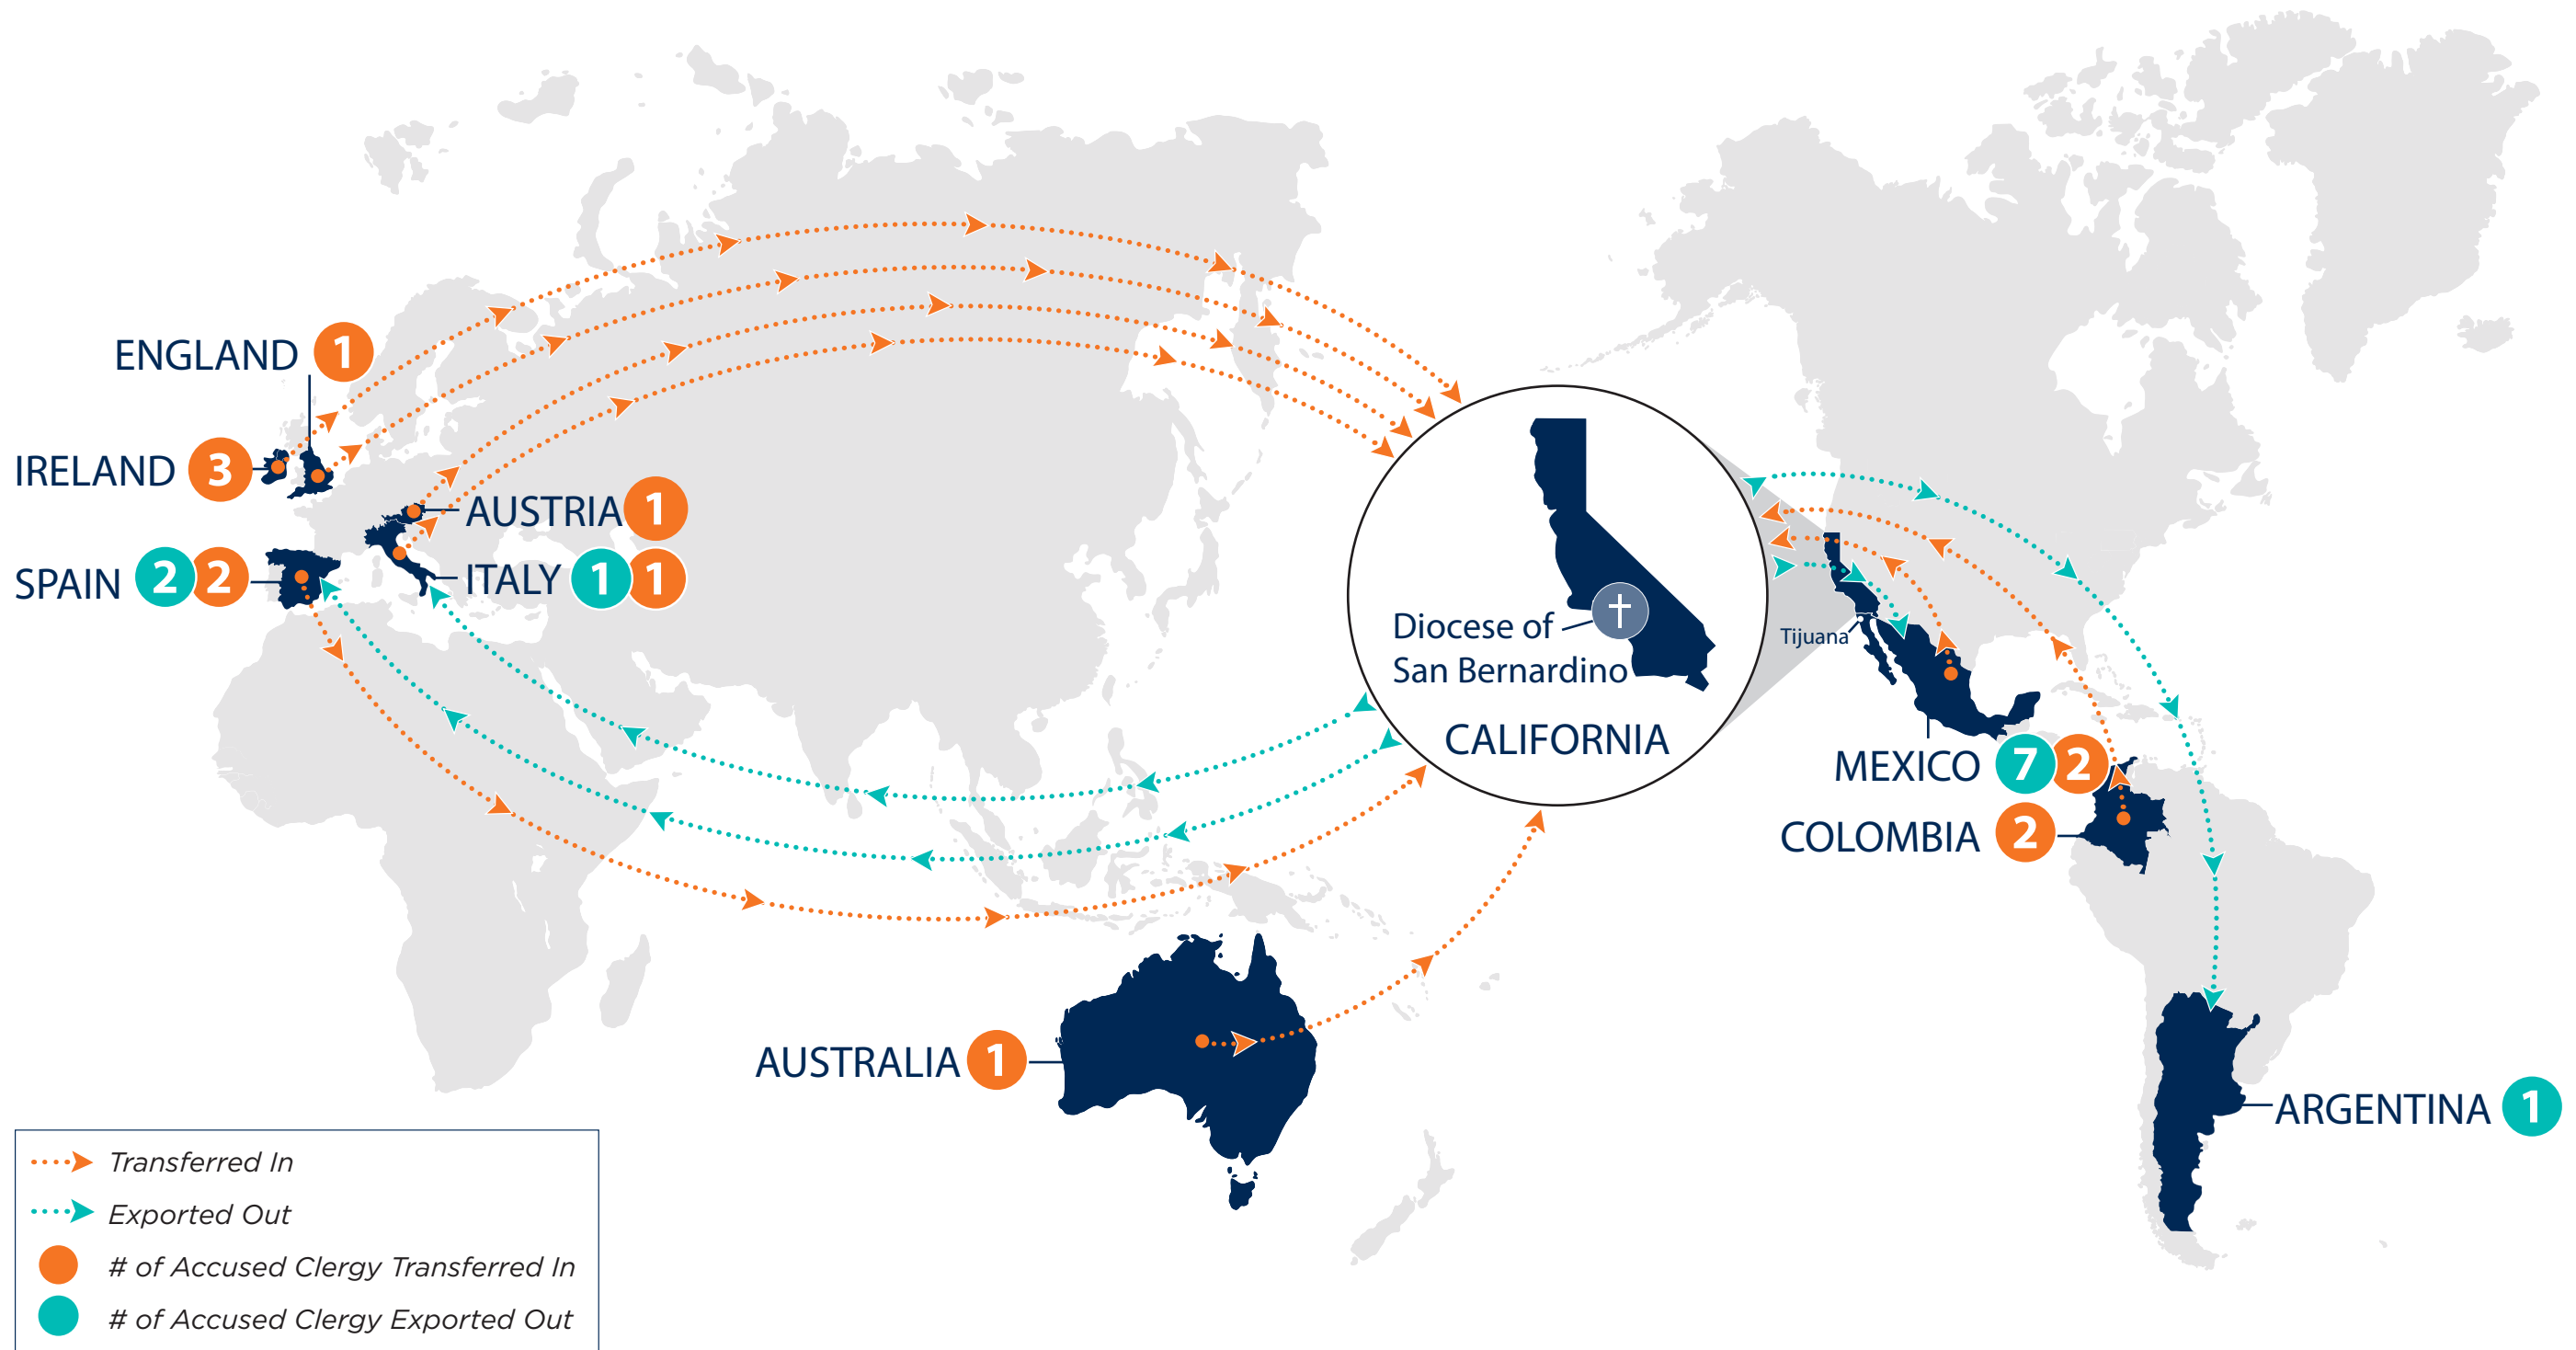 ENGLAND 1
IRELAND 3
AUSTRIA 1
SPAIN 2 2
ITALY 1 1
Diocese of
San Bernardino
CALIFORNIA
Tijuana
MEXICO 7 2
COLOMBIA 2
AUSTRALIA 1
ARGENTINA 1
Transferred In
Exported Out
# of Accused Clergy Transferred In
# of Accused Clergy Exported Out